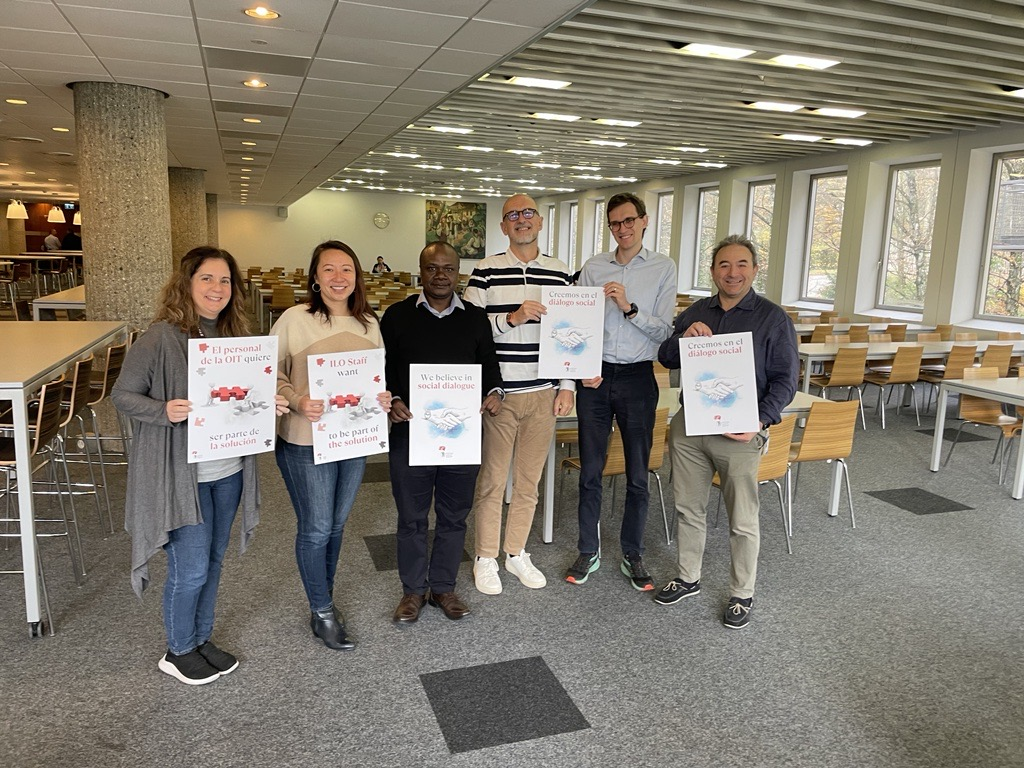 El personal
de la OIT quiere
ser parte de
la solución
ILO Staff
want
to be part of
the solution
We believe in
social dialogue
Creemos en el
diálogo social
Creemos en el
diálogo social